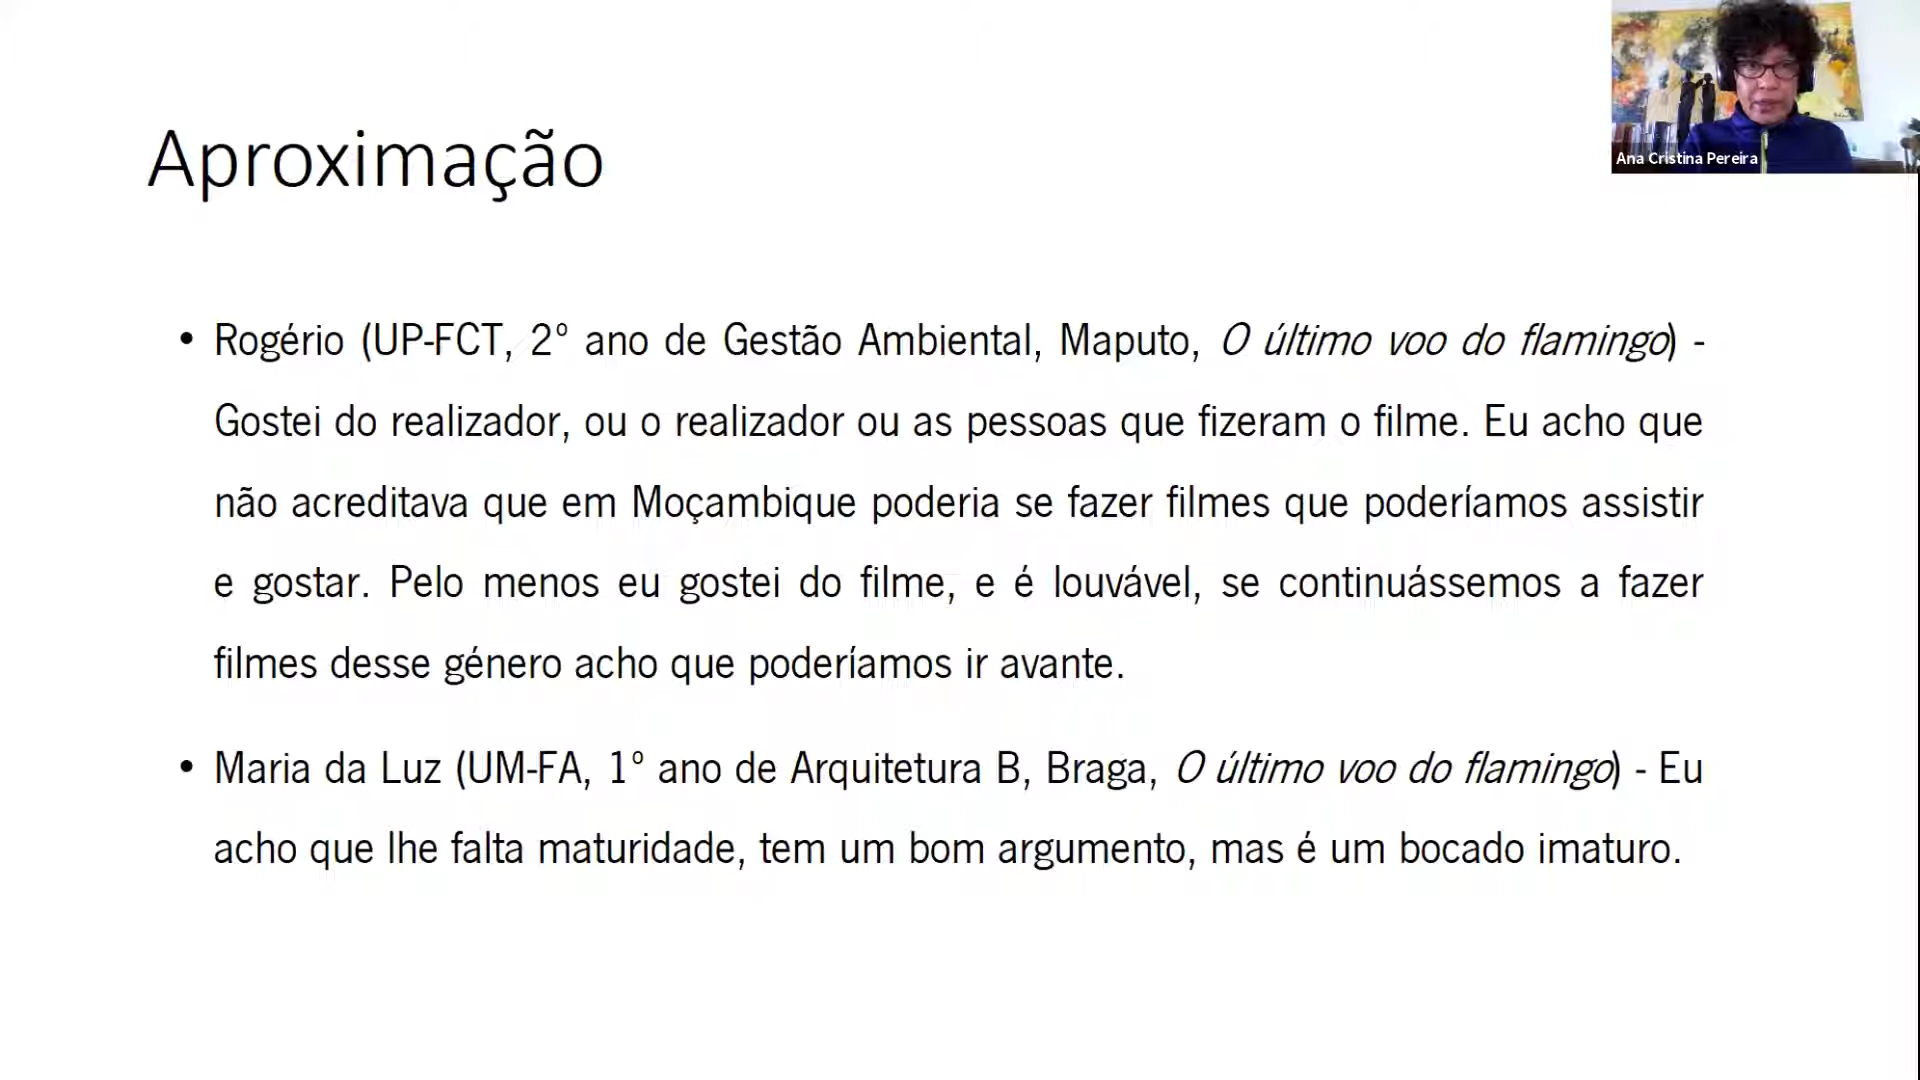 Ana Cristina Pereira
Aproximação
• Rogério (UP-FCT, 2º ano de Gestão Ambiental, Maputo, O último voo do flamingo) -
Gostei do realizador, ou o realizador ou as pessoas que fizeram o filme. Eu acho que
não acreditava que em Moçambique poderia se fazer filmes que poderíamos assistir
e gostar. Pelo menos eu gostei do filme, e é louvável, se continuássemos a fazer
filmes desse género acho que poderíamos ir avante.
• Maria da Luz (UM-FA, 1º ano de Arquitetura B, Braga, O último voo do flamingo) - Eu
acho que lhe falta maturidade, tem um bom argumento, mas é um bocado imaturo.